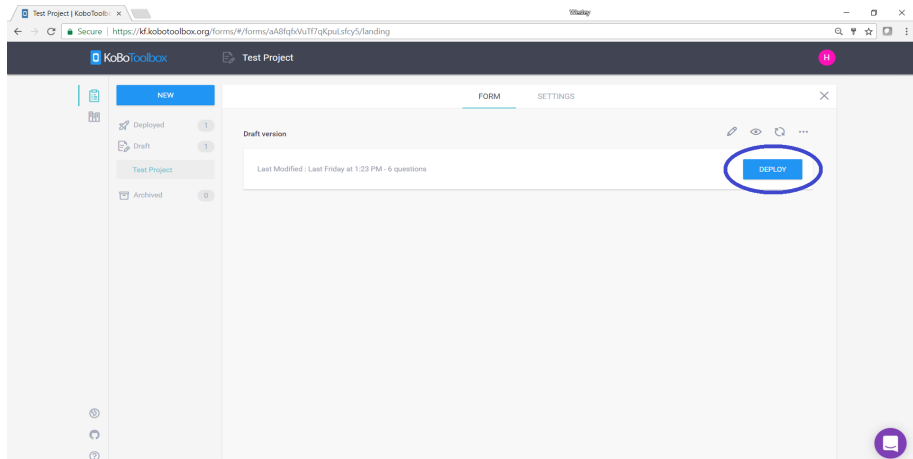 Test Project | KoboToolb
Wesley
Secure | https://kf.kobotoolbox.org/forms/#/forms/aA8fqfxVuTf7qKpuLsfcy5/landing
KoBoToolbox
Test Project
H
NEW
FORM
SETTINGS
Deployed
1
Draft version
Draft
1
Test Project
Last Modified : Last Friday at 1:23 PM - 6 questions
DEPLOY
Archived
0